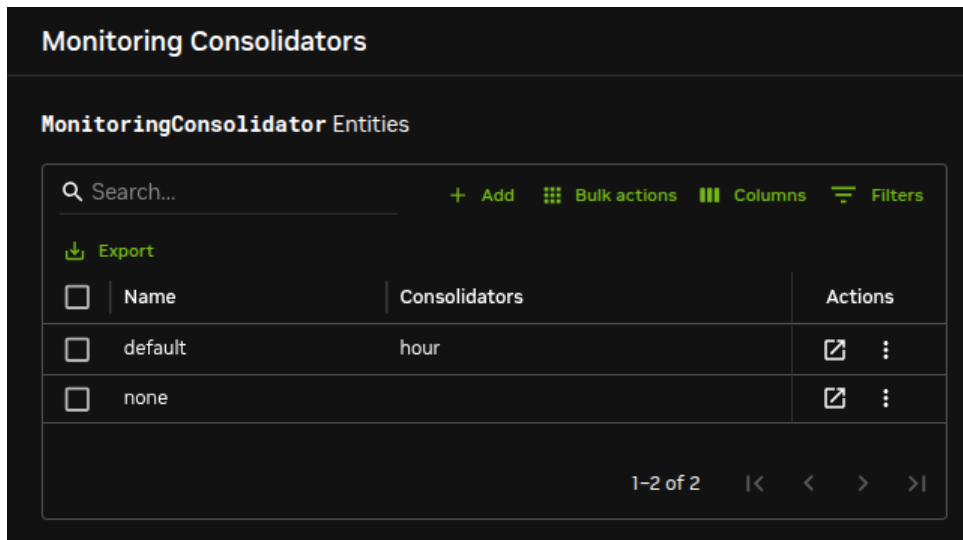 Monitoring Consolidators
MonitoringConsolidator Entities
Search...
+ Add
Bulk actions
Columns
Filters
Export
Name Consolidators Actions
default hour
none
1–2 of 2